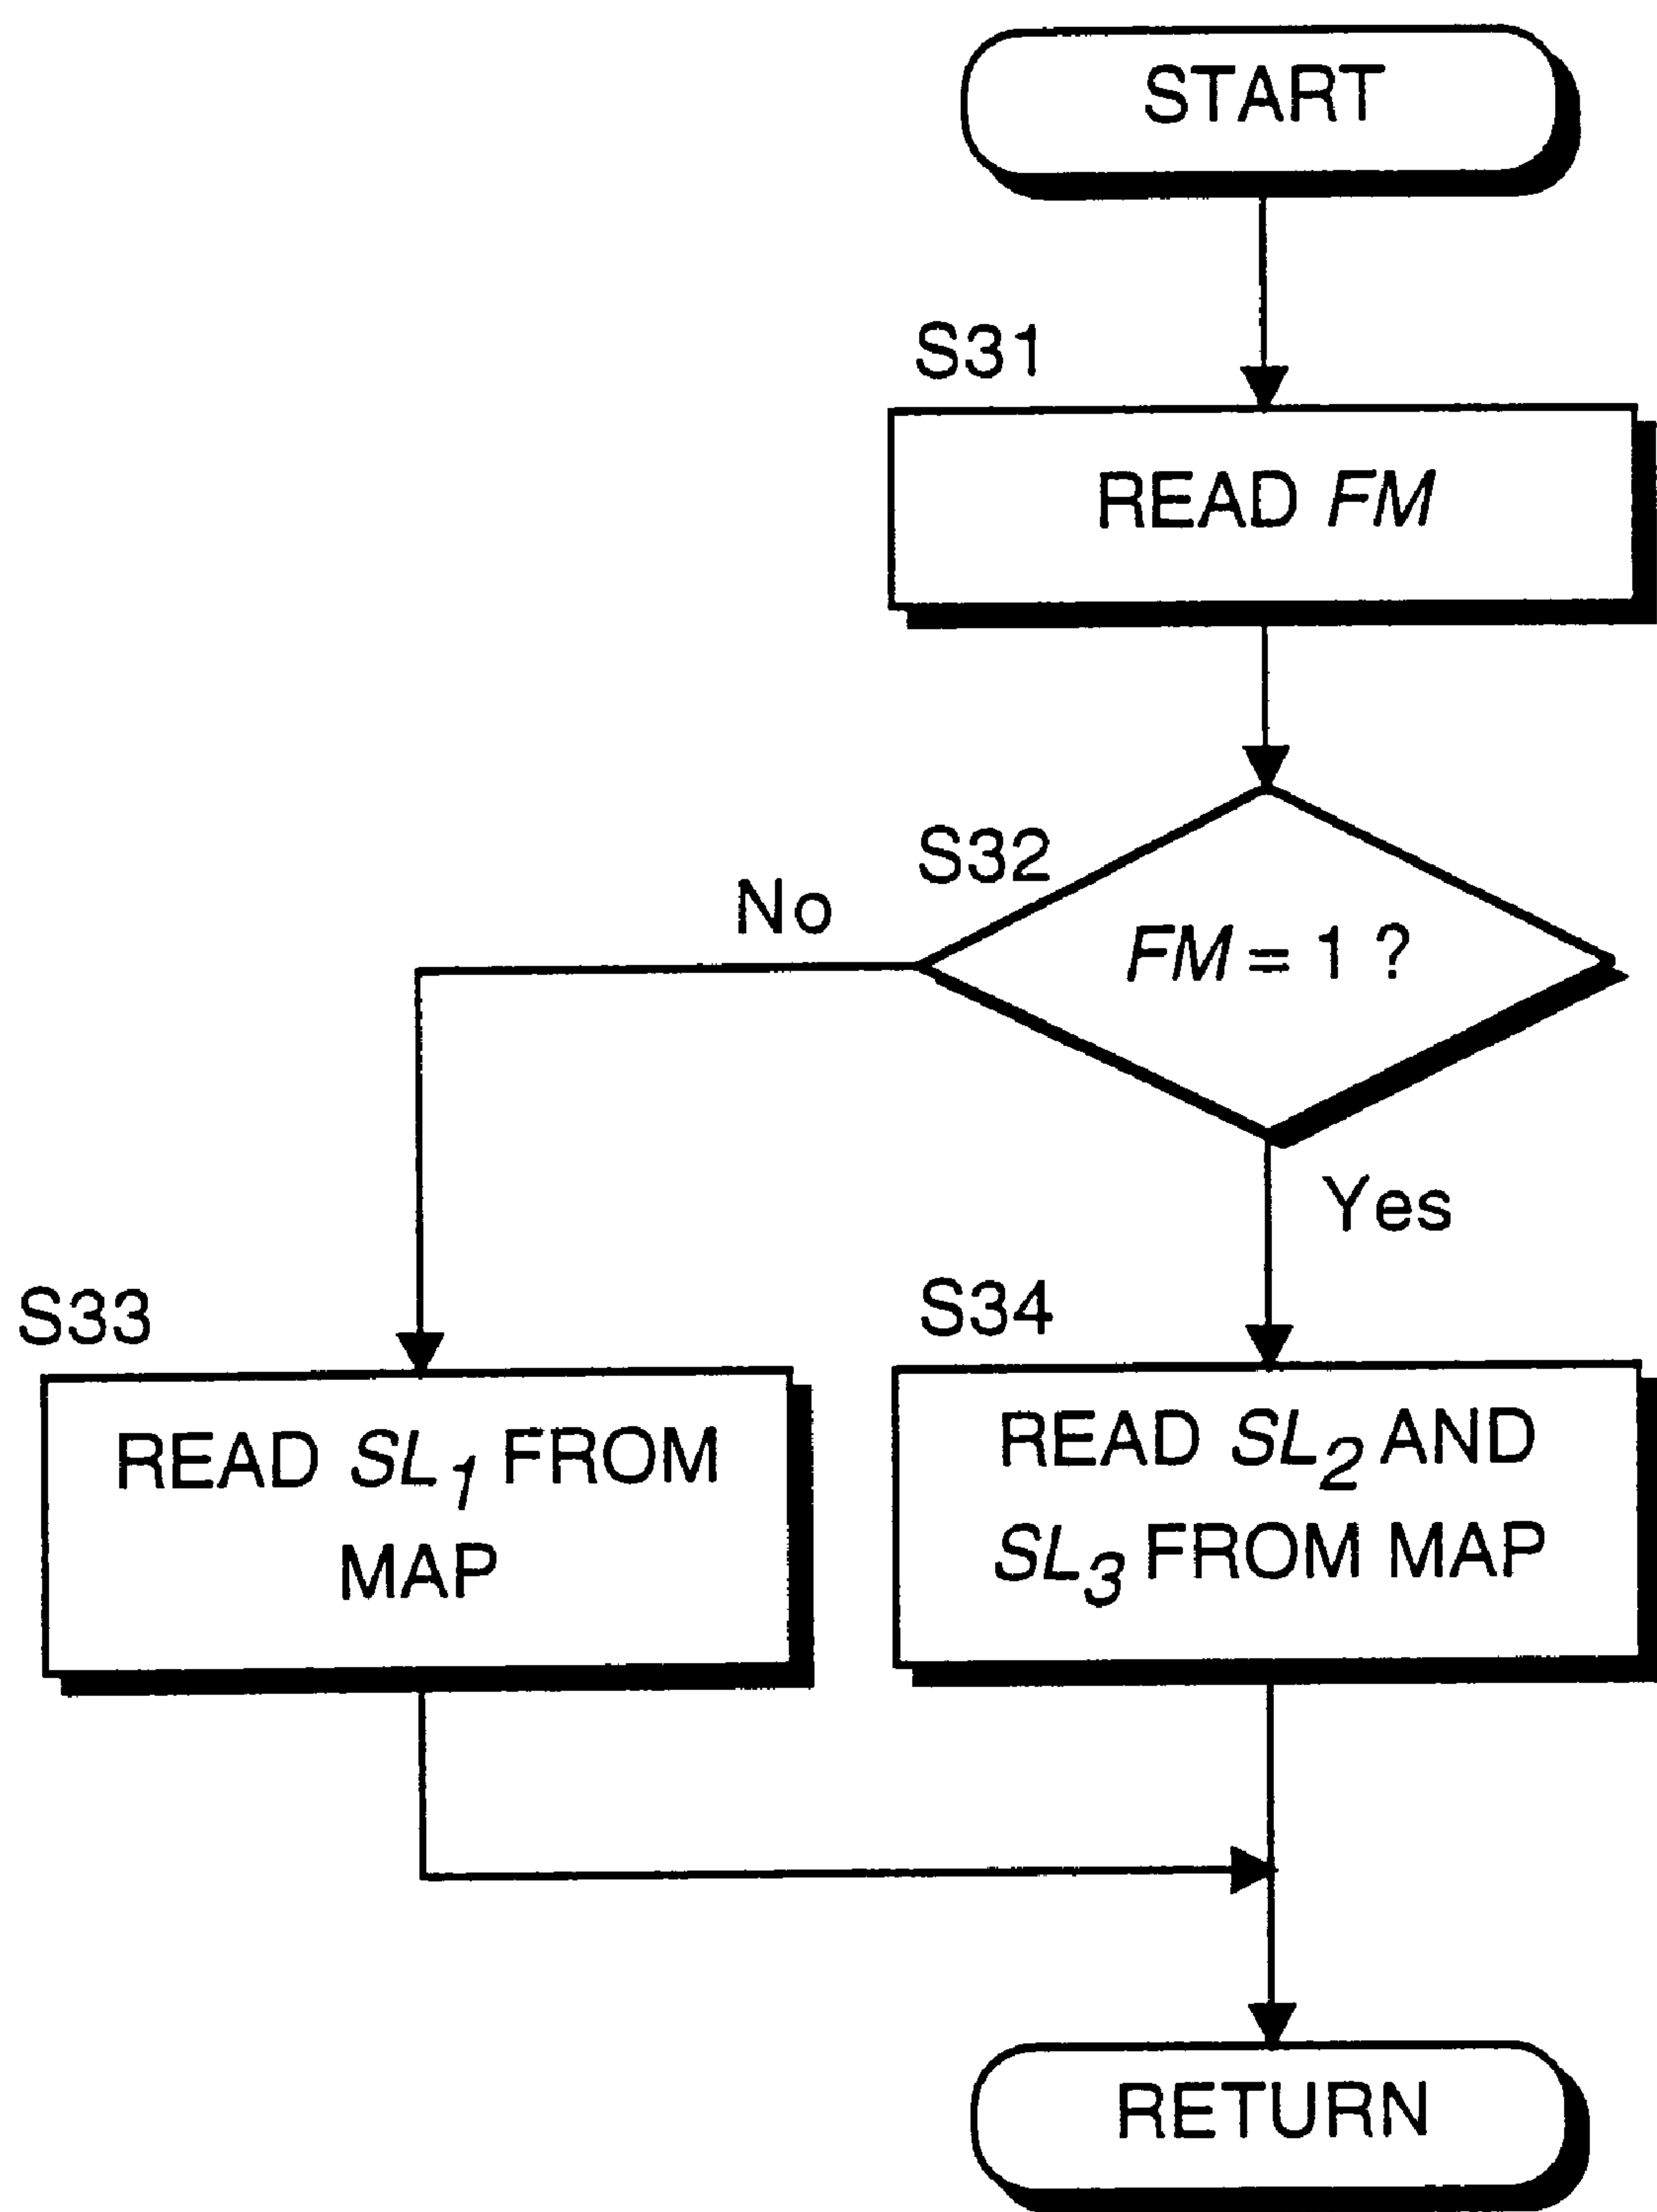 START
S31
READ FM
S32
No
FM = 1 ?
Yes
S33
S34
READ SL1 FROM
MAP
READ SL2 AND
SL3 FROM MAP
RETURN